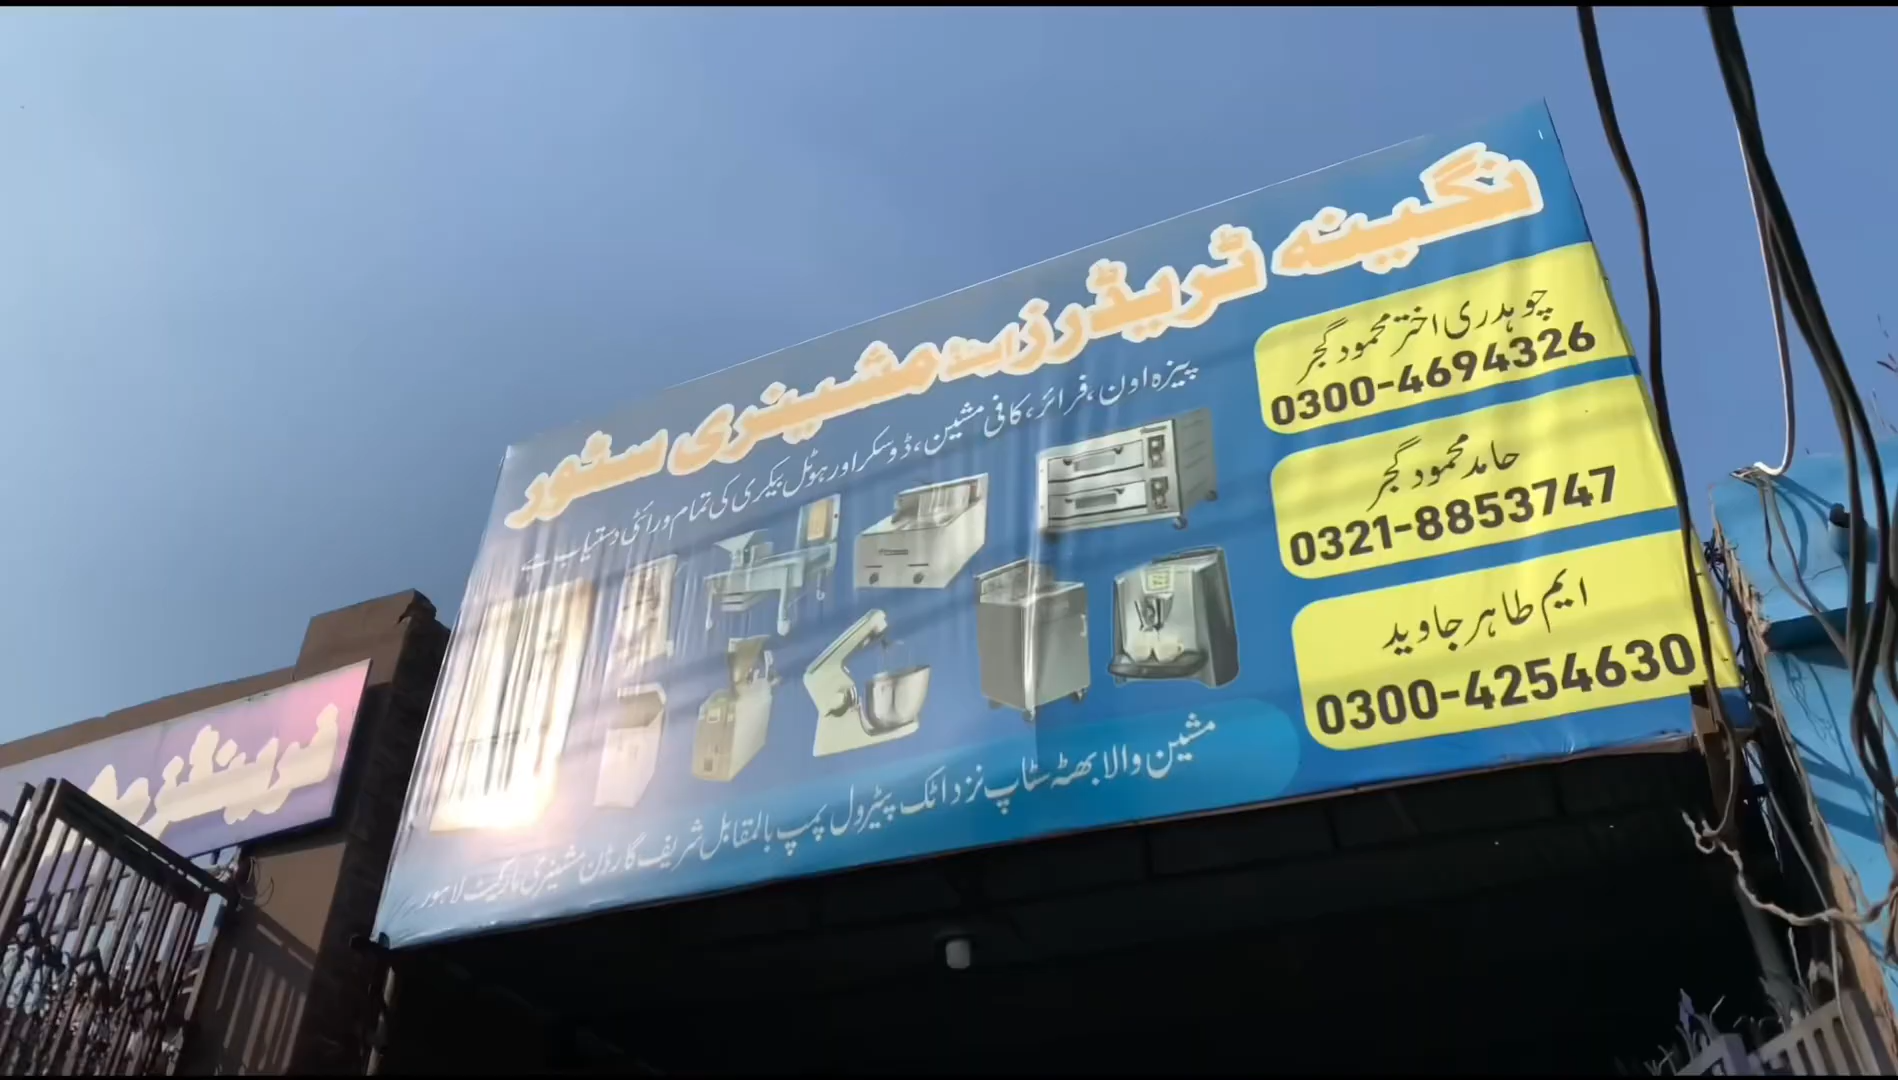 نگینہ ٹریڈرز اینڈ مشینری سٹور
پیزہ اون، فرائر، کافی مشین، ڈوسکر اور ہوٹل بیکری کی تمام ورائٹی دستیاب ہے
چوہدری اختر محمود گجر
0300-4694326
حامد محمود گجر
0321-8853747
ایم طاہر جاوید
0300-4254630
مشین والا بھٹہ سٹاپ نزد اٹک پیٹرول پمپ بالمقابل شریف گارڈن مشینری مارکیٹ لاہور